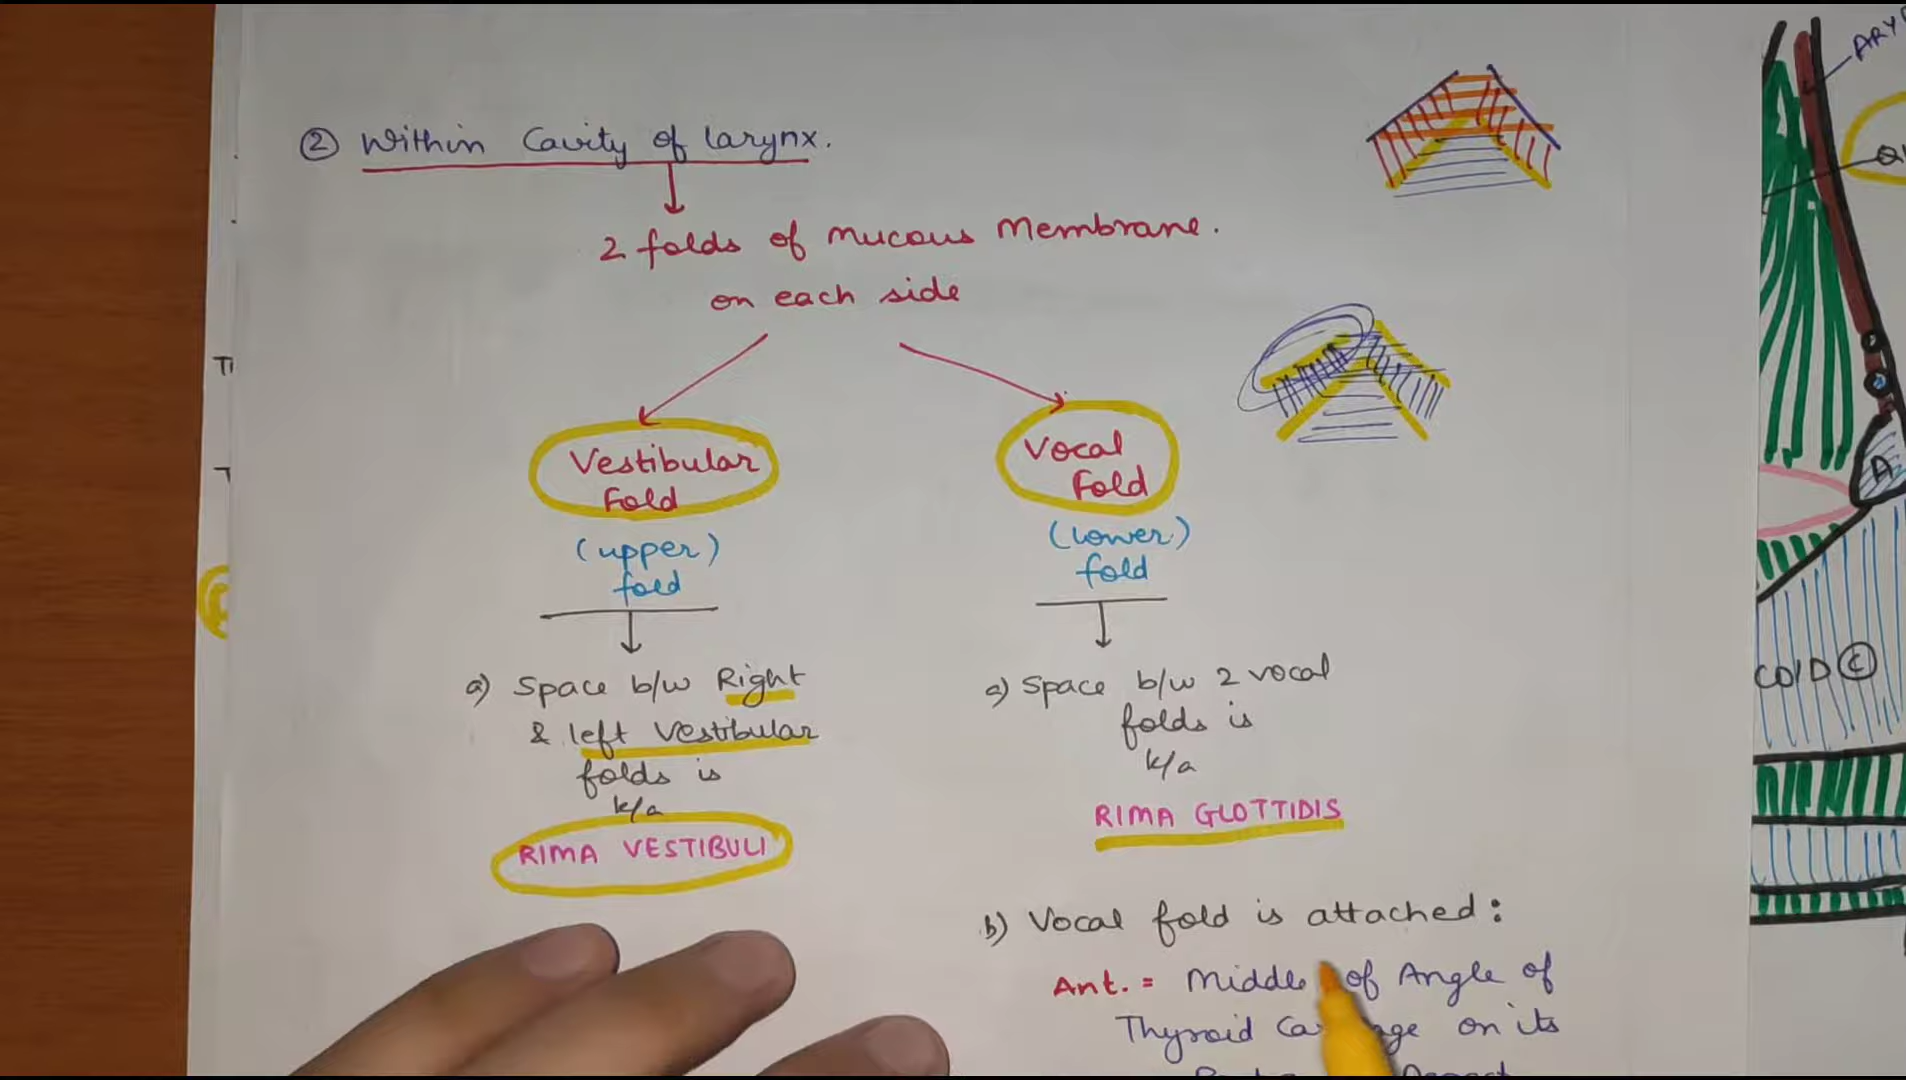 ② Within Cavity of larynx.
2 folds of mucous Membrane.
on each side
Vestibular
Fold
(upper)
fold
a) Space b/w Right
& left Vestibular
folds is
k/a
RIMA VESTIBULI
Vocal
Fold
(lower)
fold
a) Space b/w 2 vocal
folds is
k/a
RIMA GLOTTIDIS
b) Vocal fold is attached:
Ant. = Middle of Angle of
Thyroid on its
ARY
A
COID ©